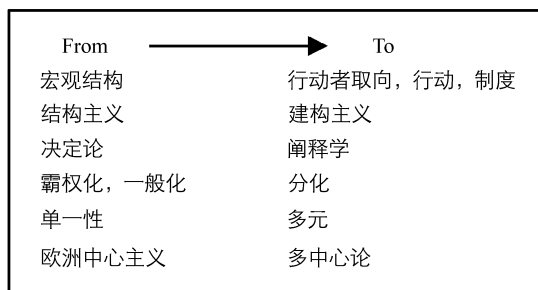 From To
宏观结构 行动者取向，行动，制度
结构主义 建构主义
决定论 阐释学
霸权化，一般化 分化
单一性 多元
欧洲中心主义 多中心论